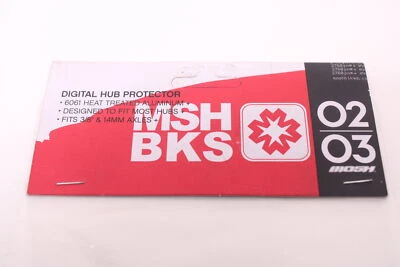 DIGITAL HUB PROTECTOR
• 6061 HEAT TREATED ALUMINUM •
• DESIGNED TO FIT MOST HUBS •
• FITS 3/8" & 14MM AXLES •
MSH
BKS
02
03
MOSH